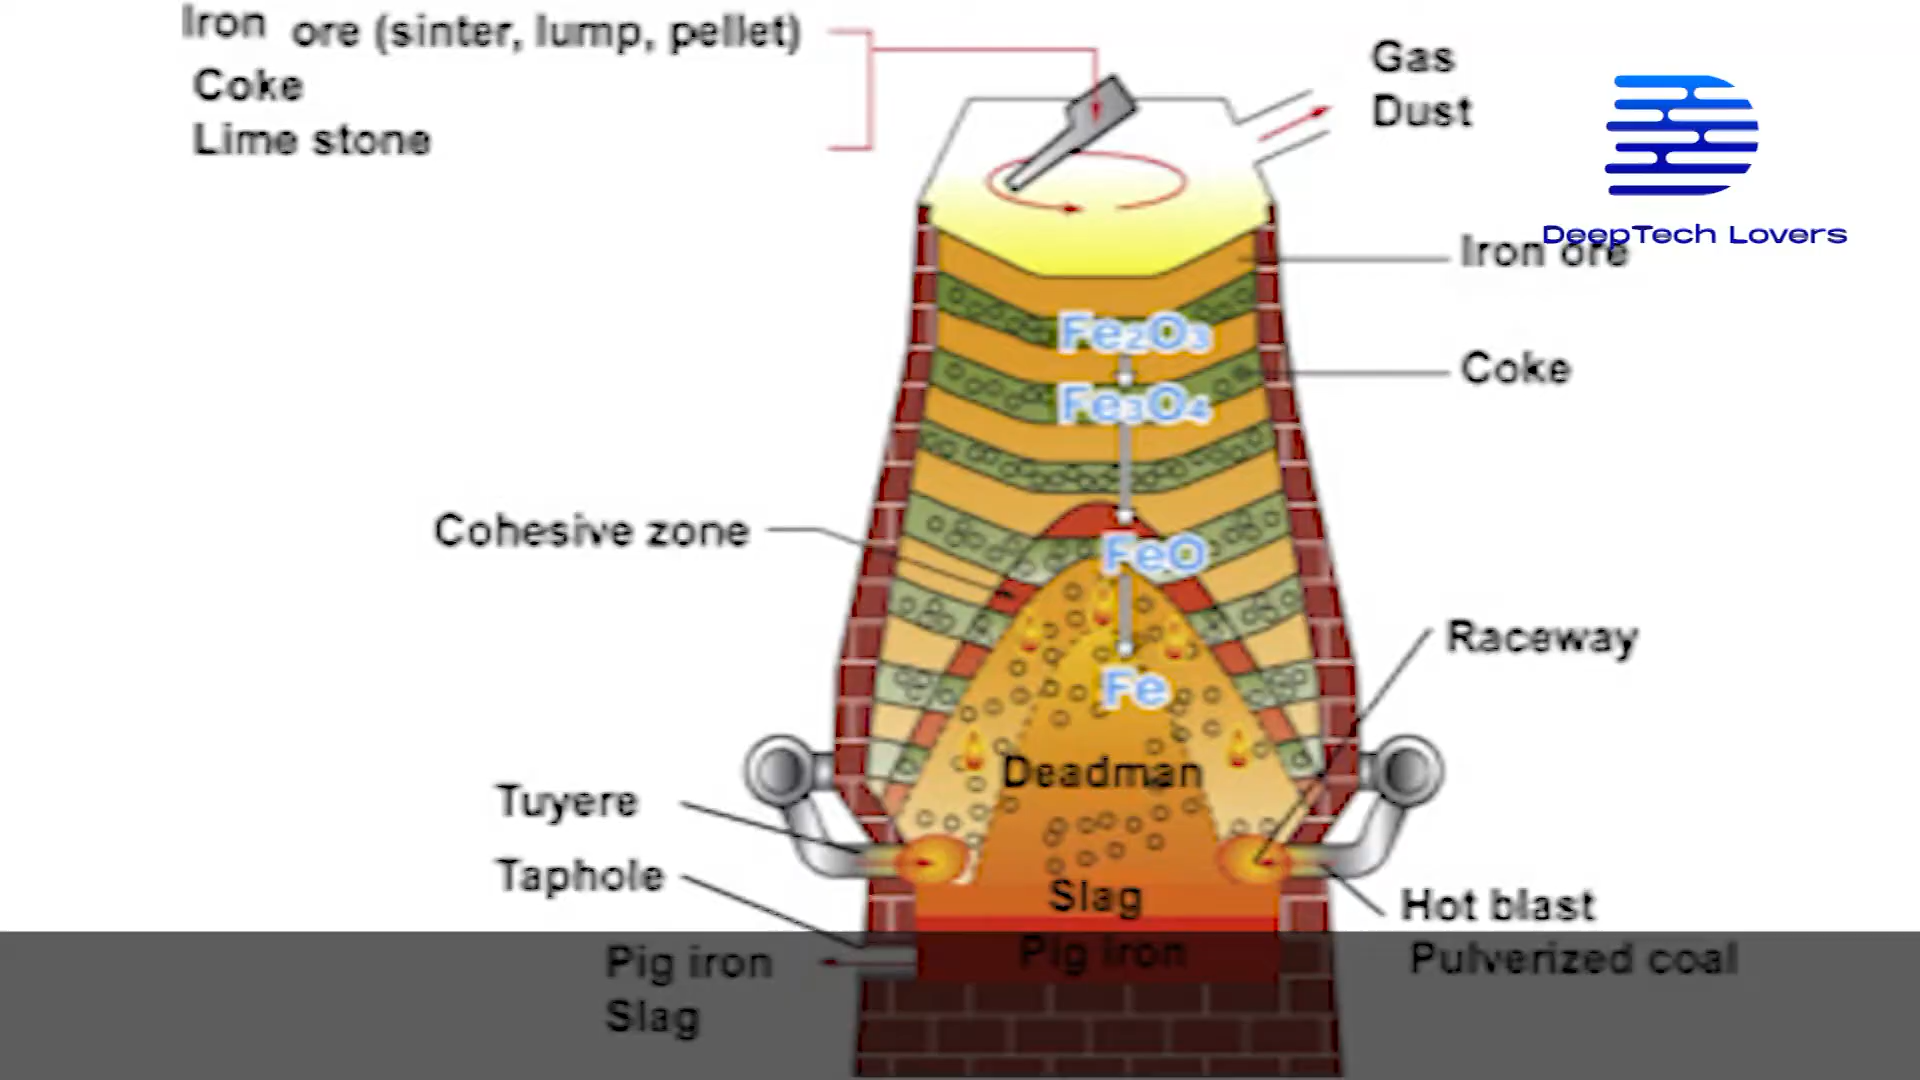 Iron ore (sinter, lump, pellet)
Coke
Lime stone
Gas
Dust
DeepTech Lovers
Iron ore
Fe₂O₃
Coke
Fe₃O₄
Cohesive zone
FeO
Raceway
Fe
Deadman
Tuyere
Taphole
Slag
Hot blast
Pig iron
Pig iron
Pulverized coal
Slag